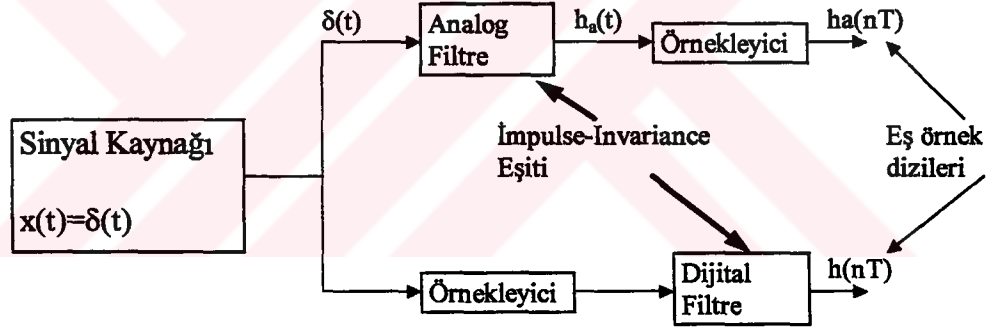 δ(t)
Analog
Filtre
hₐ(t)
Örnekleyici
ha(nT)
Sinyal Kaynağı
x(t)=δ(t)
İmpulse-Invariance
Eşiti
Eş örnek
dizileri
Örnekleyici
Dijital
Filtre
h(nT)